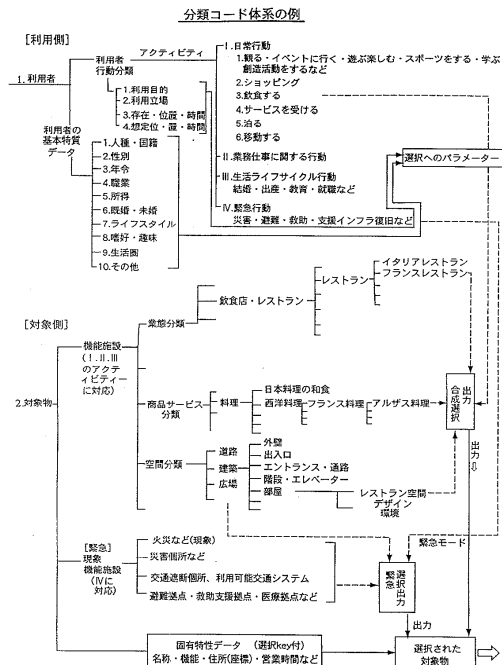 分類コード体系の例
[利用側]
1.利用者
利用者
行動分類
アクティビティ
1.利用目的
2.利用立場
3.存在・位置・時間
4.想定位・置・時間
利用者の
基本特質
データ
1.人種・国籍
2.性別
3.年令
4.職業
5.所得
6.既婚・未婚
7.ライフスタイル
8.嗜好・趣味
9.生活圏
10.その他
Ⅰ.日常行動
1.観る・イベントに行く・遊ぶ楽しむ・スポーツをする・学ぶ
創造活動をするなど
2.ショッピング
3.飲食する
4.サービスを受ける
5.泊る
6.移動する
Ⅱ.業務仕事に関する行動
Ⅲ.生活ライフサイクル行動
結婚・出産・教育・就職など
Ⅳ.緊急行動
災害・避難・救助・支援インフラ復旧など
選択へのパラメーター
[対象側]
2.対象物
機能施設
(Ⅰ.Ⅱ.Ⅲ
のアクテ
ィビティー
に対応)
業態分類
飲食店・レストラン
レストラン
イタリアレストラン
フランスレストラン
商品サービス
分類
料理
日本料理の和食
西洋料理
フランス料理
アルザス料理
空間分類
道路
建築
広場
外壁
出入口
エントランス・通路
階段・エレベーター
部屋
レストラン空間
デザイン
環境
出力
合成選択
出力
⇩
[緊急]
現象
機能施設
(Ⅳに
対応)
火災など(現象)
災害個所など
交通遮断個所、利用可能交通システム
避難拠点・救助支援拠点・医療拠点など
緊急モード
選択出力
緊急
出力
固有特性データ (選択key付)
名称・機能・住所(座標)・営業時間など
選択された
対象物